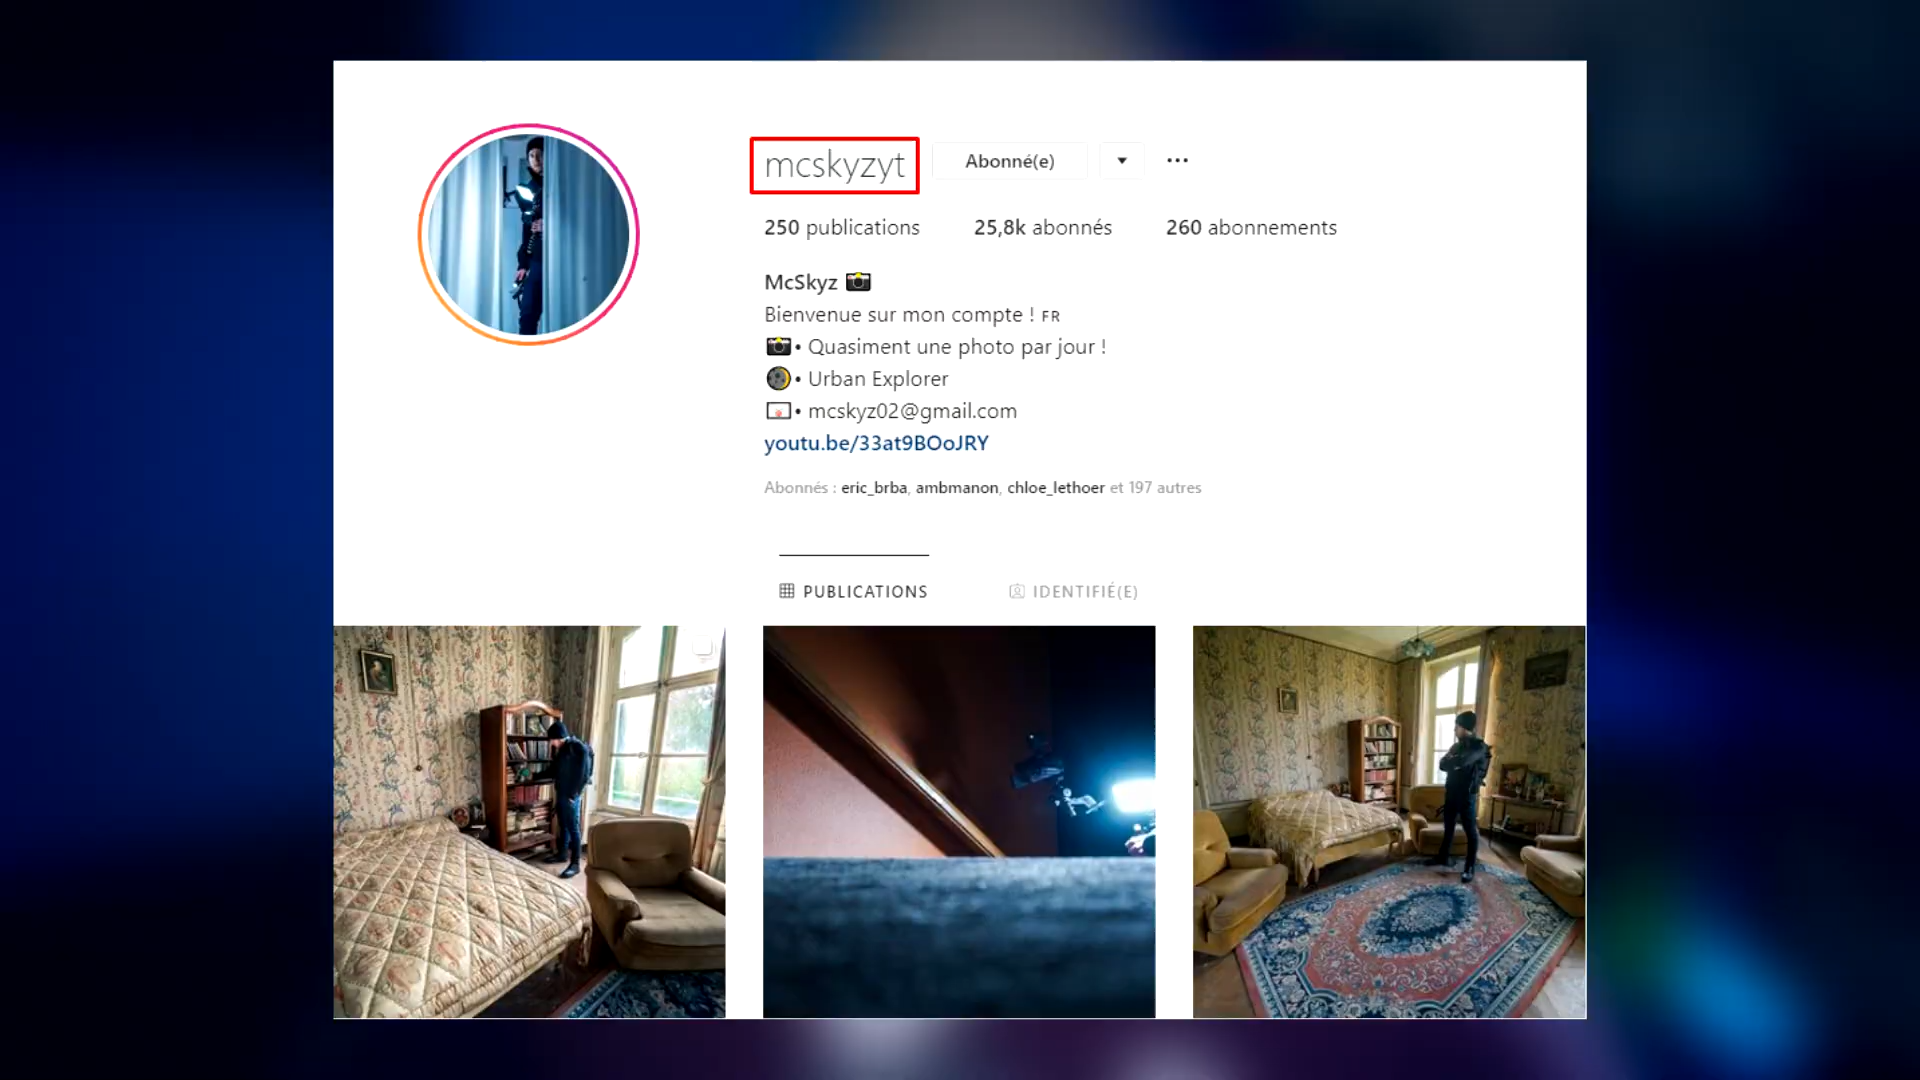 mcskyzyt Abonné(e)
250 publications 25,8k abonnés 260 abonnements
McSkyz
Bienvenue sur mon compte ! FR
• Quasiment une photo par jour !
• Urban Explorer
• mcskyz02@gmail.com
youtu.be/33at9BOoJRY
Abonnés : eric_brba, ambmanon, chloe_lethoer et 197 autres
PUBLICATIONS IDENTIFIÉ(E)